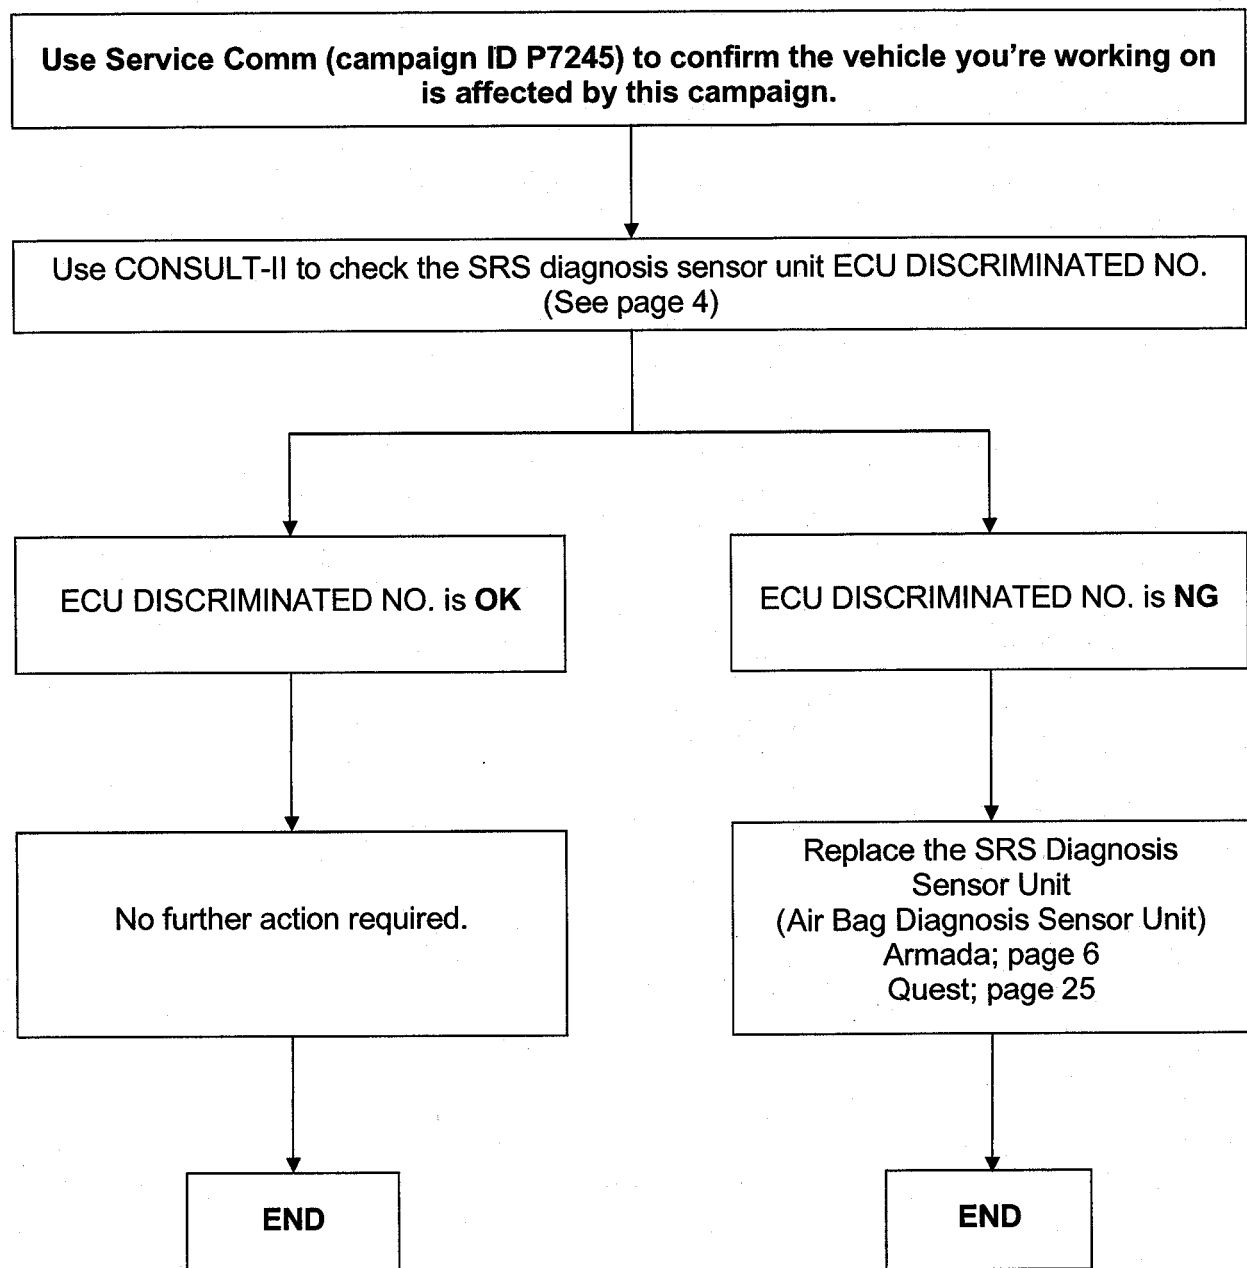 Use Service Comm (campaign ID P7245) to confirm the vehicle you're working on
is affected by this campaign.
Use CONSULT-II to check the SRS diagnosis sensor unit ECU DISCRIMINATED NO.
(See page 4)
ECU DISCRIMINATED NO. is OK
ECU DISCRIMINATED NO. is NG
No further action required.
Replace the SRS Diagnosis
Sensor Unit
(Air Bag Diagnosis Sensor Unit)
Armada; page 6
Quest; page 25
END
END